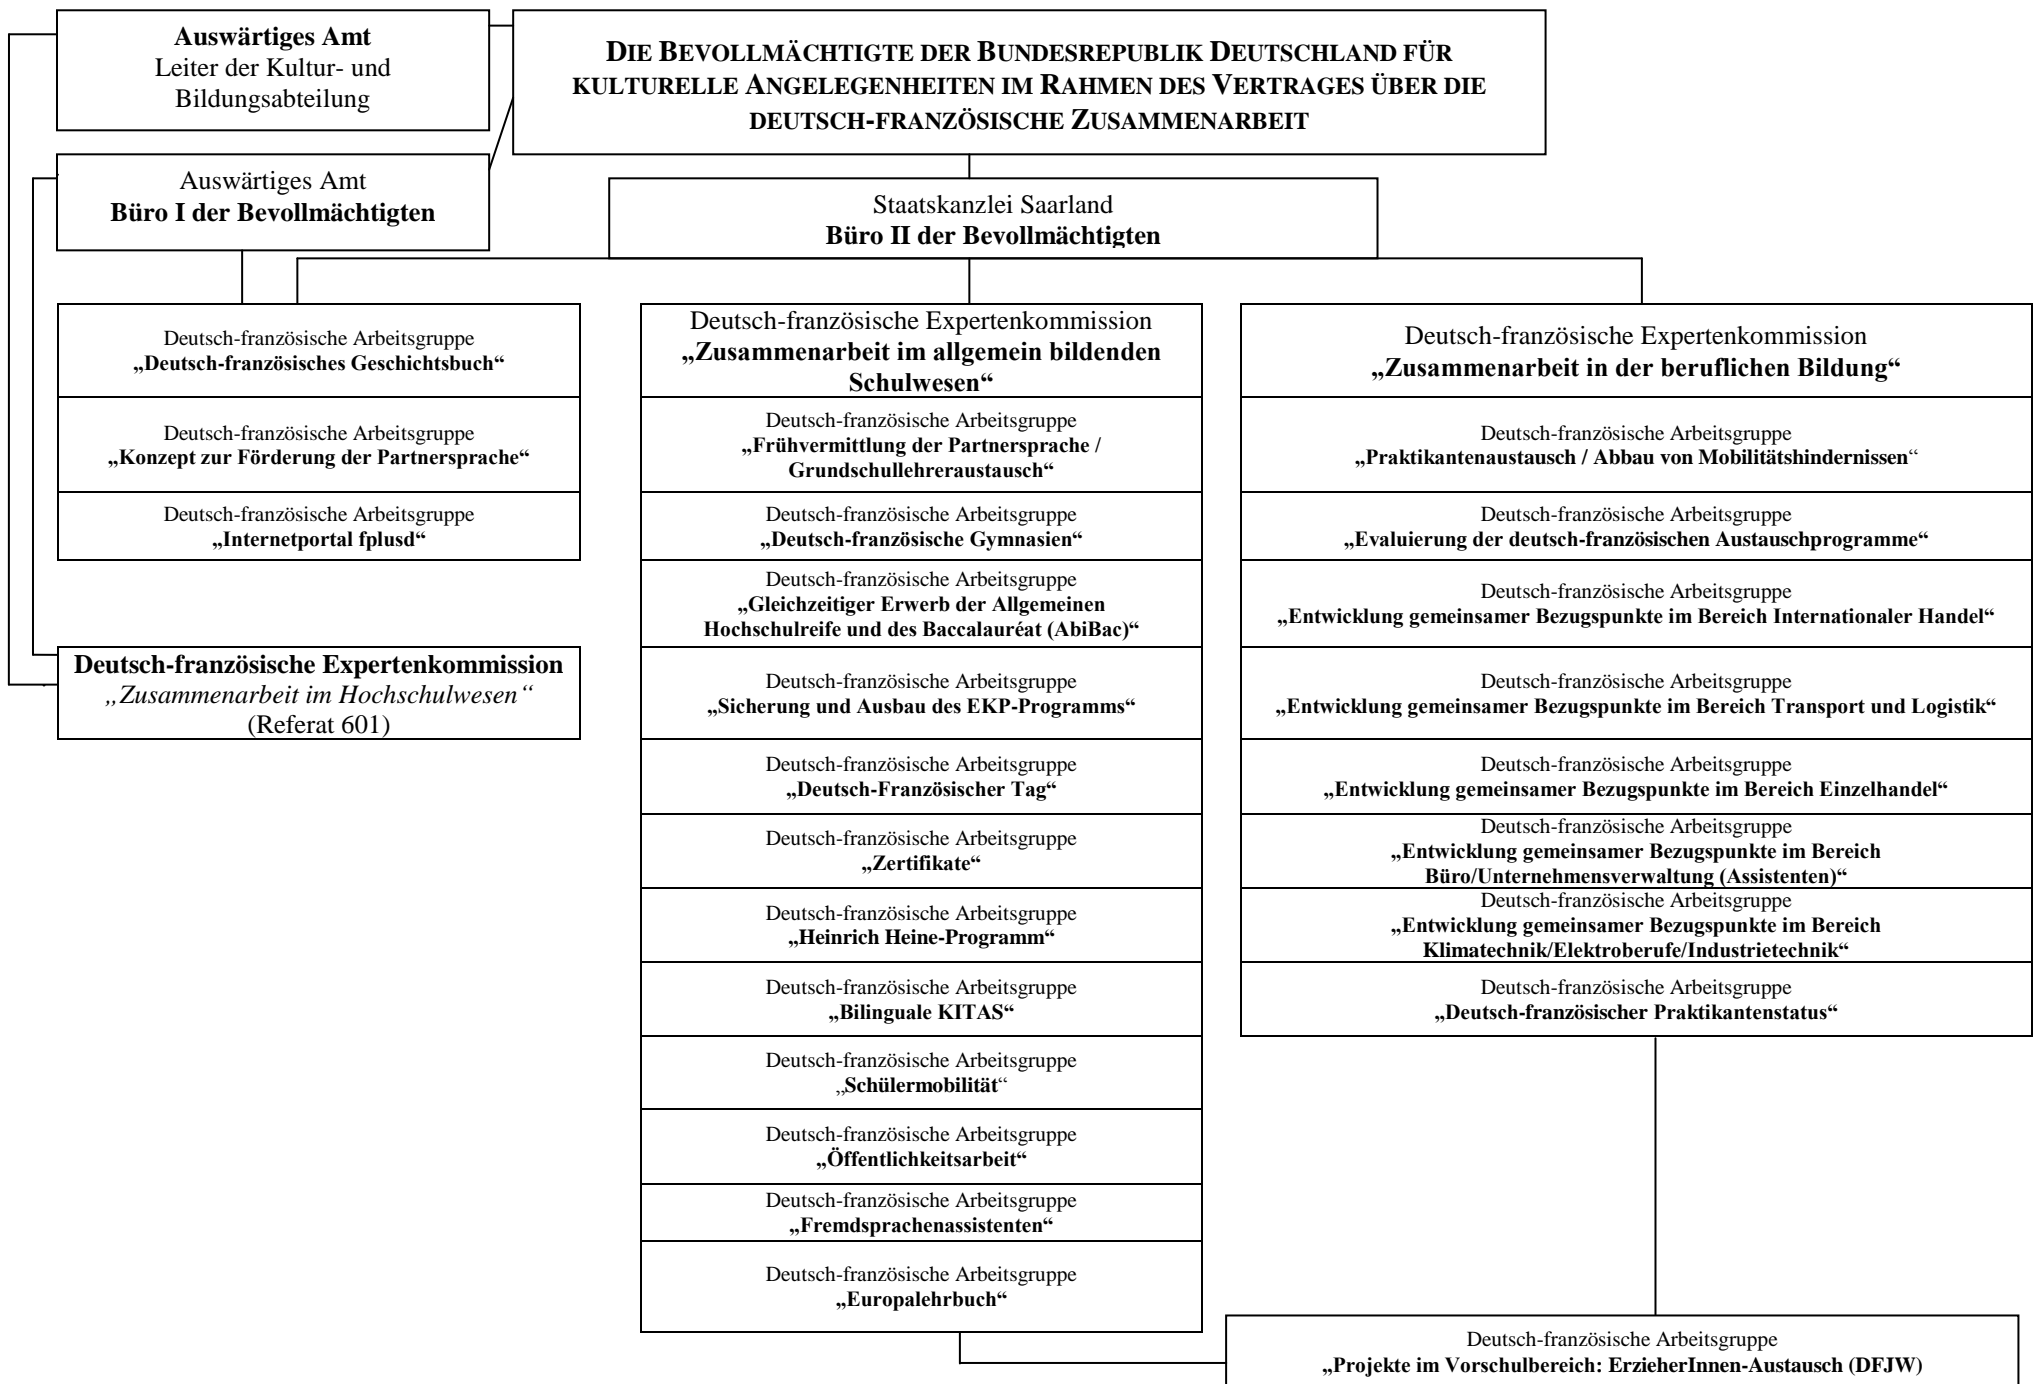 Auswärtiges Amt
Leiter der Kultur- und
Bildungsabteilung
DIE BEVOLLMÄCHTIGTE DER BUNDESREPUBLIK DEUTSCHLAND FÜR
KULTURELLE ANGELEGENHEITEN IM RAHMEN DES VERTRAGES ÜBER DIE
DEUTSCH-FRANZÖSISCHE ZUSAMMENARBEIT
Auswärtiges Amt
Büro I der Bevollmächtigten
Staatskanzlei Saarland
Büro II der Bevollmächtigten
Deutsch-französische Arbeitsgruppe
„Deutsch-französisches Geschichtsbuch“
Deutsch-französische Arbeitsgruppe
„Konzept zur Förderung der Partnersprache“
Deutsch-französische Arbeitsgruppe
„Internetportal fplusd“
Deutsch-französische Expertenkommission
„Zusammenarbeit im Hochschulwesen“
(Referat 601)
Deutsch-französische Expertenkommission
„Zusammenarbeit im allgemein bildenden
Schulwesen“
Deutsch-französische Arbeitsgruppe
„Frühvermittlung der Partnersprache /
Grundschullehreraustausch“
Deutsch-französische Arbeitsgruppe
„Deutsch-französische Gymnasien“
Deutsch-französische Arbeitsgruppe
„Gleichzeitiger Erwerb der Allgemeinen
Hochschulreife und des Baccalauréat (AbiBac)“
Deutsch-französische Arbeitsgruppe
„Sicherung und Ausbau des EKP-Programms“
Deutsch-französische Arbeitsgruppe
„Deutsch-Französischer Tag“
Deutsch-französische Arbeitsgruppe
„Zertifikate“
Deutsch-französische Arbeitsgruppe
„Heinrich Heine-Programm“
Deutsch-französische Arbeitsgruppe
„Bilinguale KITAS“
Deutsch-französische Arbeitsgruppe
„Schülermobilität“
Deutsch-französische Arbeitsgruppe
„Öffentlichkeitsarbeit“
Deutsch-französische Arbeitsgruppe
„Fremdsprachenassistenten“
Deutsch-französische Arbeitsgruppe
„Europalehrbuch“
Deutsch-französische Expertenkommission
„Zusammenarbeit in der beruflichen Bildung“
Deutsch-französische Arbeitsgruppe
„Praktikantenaustausch / Abbau von Mobilitätshindernissen“
Deutsch-französische Arbeitsgruppe
„Evaluierung der deutsch-französischen Austauschprogramme“
Deutsch-französische Arbeitsgruppe
„Entwicklung gemeinsamer Bezugspunkte im Bereich Internationaler Handel“
Deutsch-französische Arbeitsgruppe
„Entwicklung gemeinsamer Bezugspunkte im Bereich Transport und Logistik“
Deutsch-französische Arbeitsgruppe
„Entwicklung gemeinsamer Bezugspunkte im Bereich Einzelhandel“
Deutsch-französische Arbeitsgruppe
„Entwicklung gemeinsamer Bezugspunkte im Bereich
Büro/Unternehmensverwaltung (Assistenten)“
Deutsch-französische Arbeitsgruppe
„Entwicklung gemeinsamer Bezugspunkte im Bereich
Klimatechnik/Elektroberufe/Industrietechnik“
Deutsch-französische Arbeitsgruppe
„Deutsch-französischer Praktikantenstatus“
Deutsch-französische Arbeitsgruppe
„Projekte im Vorschulbereich: ErzieherInnen-Austausch (DFJW)